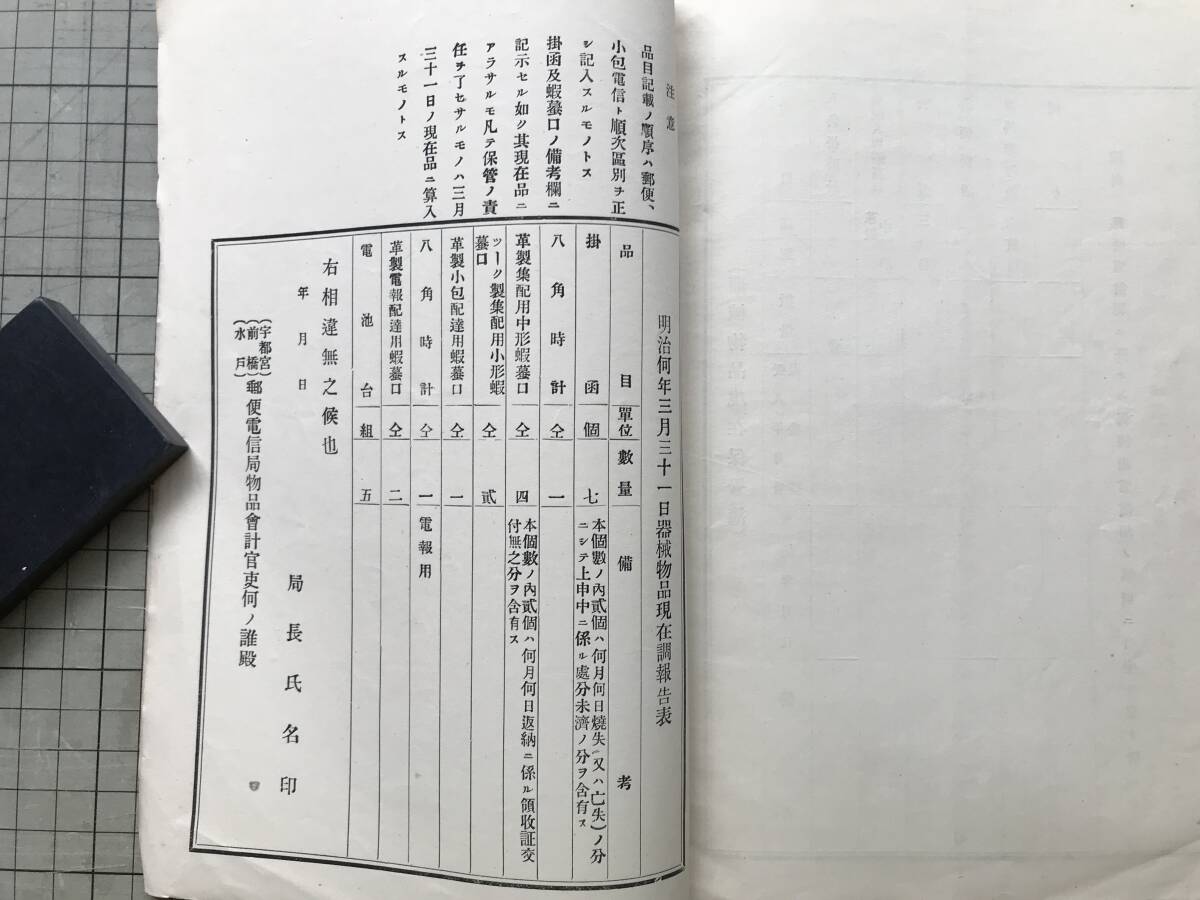 注意
品目記載ノ順序ハ郵便、
小包電信ト順次區別ヲ正
シ記入スルモノトス
掛函及蝦蟇口ノ備考欄ニ
記示セル如シ其現在品ニ
アラサルモ凡テ保管ノ責
任ヲ了セサルモノハ三月
三十一日ノ現在品ニ算入
スルモノトス
明治何年三月三十一日器械物品現在調報告表
品目 單位 數量 備考
掛函 個 七 本個數ノ內貳個ハ何月何日燒失(又ハ亡失)ノ分
ニシテ上申中ニ係ル處分未濟ノ分ヲ含有ス
八角時計 仝 一
革製集配用中形蝦蟇口 仝 四 本個數ノ內貳個ハ何月何日返納ニ係ル領收証交
付無之分ヲ含有ス
ヅック製集配用小形蝦
蟇口 仝 貳
革製小包配達用蝦蟇口 仝 一
八角時計 仝 一 電報用
革製電報配達用蝦蟇口 仝 二
電池台 組 五
右相違無之候也
年月日
局長氏名印
(宇都宮)
(前橋)郵便電信局物品會計官吏何ノ誰殿
(水戶)